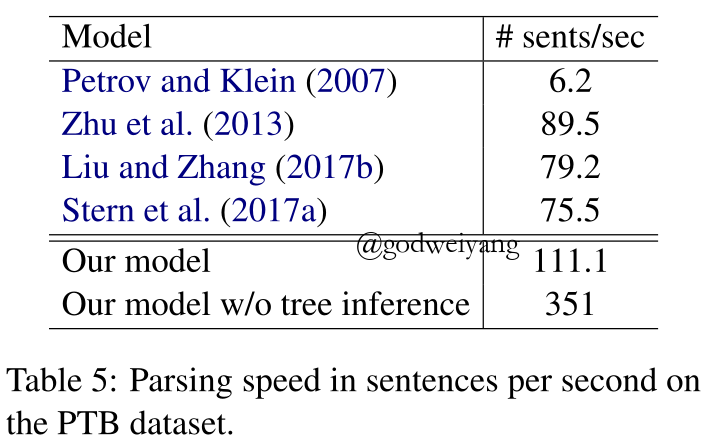 Model # sents/sec
Petrov and Klein (2007) 6.2
Zhu et al. (2013) 89.5
Liu and Zhang (2017b) 79.2
Stern et al. (2017a) 75.5
@godweiyang
Our model 111.1
Our model w/o tree inference 351
Table 5: Parsing speed in sentences per second on
the PTB dataset.